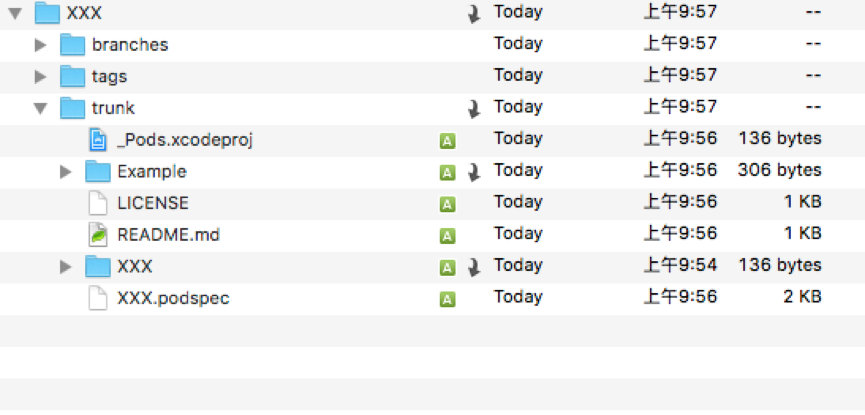 XXX Today 上午9:57 --
branches Today 上午9:57 --
tags Today 上午9:57 --
trunk Today 上午9:57 --
_Pods.xcodeproj A Today 上午9:56 136 bytes
Example A Today 上午9:56 306 bytes
LICENSE A Today 上午9:56 1 KB
README.md A Today 上午9:56 1 KB
XXX A Today 上午9:54 136 bytes
XXX.podspec A Today 上午9:56 2 KB